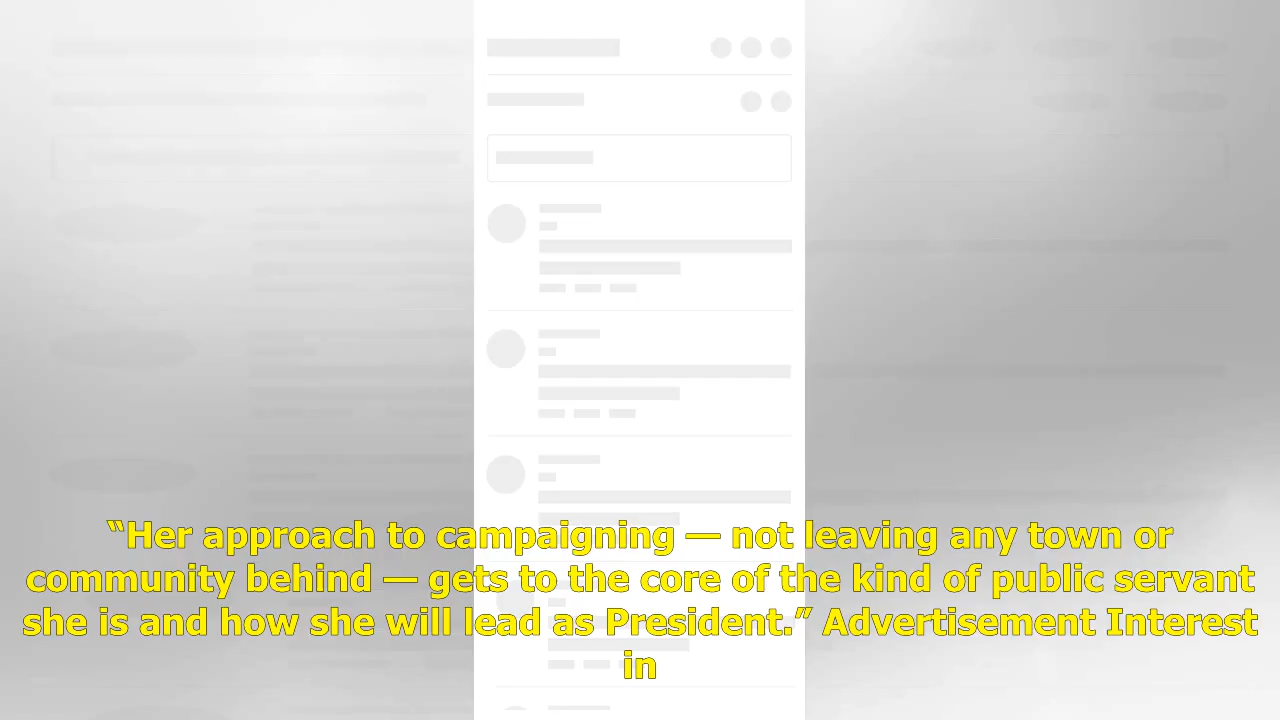 “Her approach to campaigning — not leaving any town or
community behind — gets to the core of the kind of public servant
she is and how she will lead as President.” Advertisement Interest
in